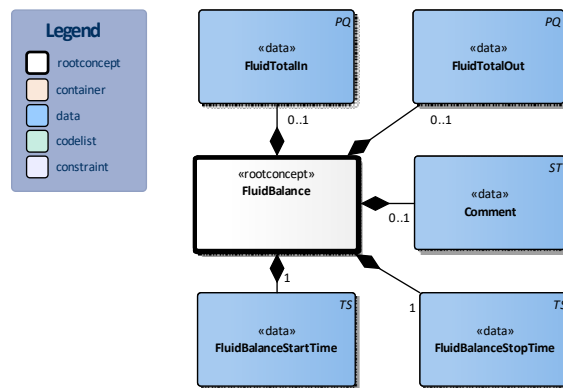 Legend
rootconcept
container
data
codelist
constraint
PQ
«data»
FluidTotalIn
PQ
«data»
FluidTotalOut
0..1
0..1
«rootconcept»
FluidBalance
ST
«data»
Comment
0..1
1
1
TS
«data»
FluidBalanceStartTime
TS
«data»
FluidBalanceStopTime